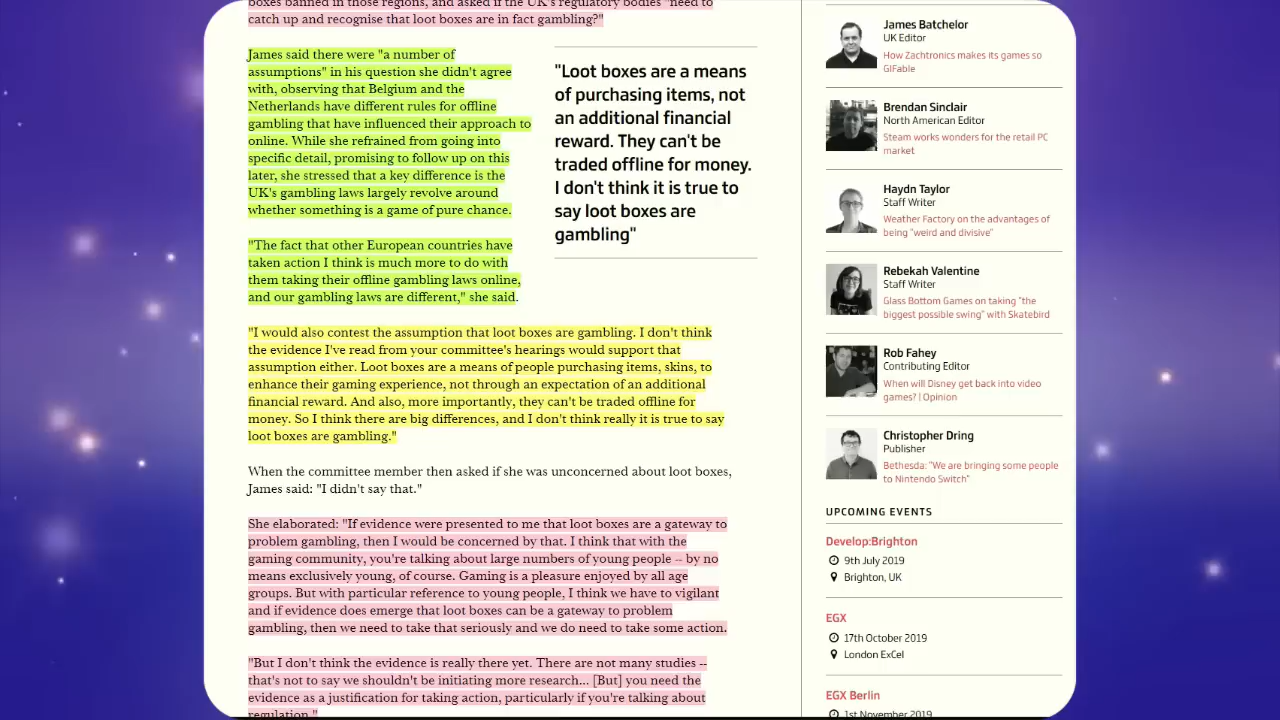 boxes banned in those regions, and asked if the UK's regulatory bodies "need to
catch up and recognise that loot boxes are in fact gambling?"
James said there were "a number of
assumptions" in his question she didn't agree
with, observing that Belgium and the
Netherlands have different rules for offline
gambling that have influenced their approach to
online. While she refrained from going into
specific detail, promising to follow up on this
later, she stressed that a key difference is the
UK's gambling laws largely revolve around
whether something is a game of pure chance.
"The fact that other European countries have
taken action I think is much more to do with
them taking their offline gambling laws online,
and our gambling laws are different," she said.
"Loot boxes are a means
of purchasing items, not
an additional financial
reward. They can't be
traded offline for money.
I don't think it is true to
say loot boxes are
gambling"
"I would also contest the assumption that loot boxes are gambling. I don't think
the evidence I've read from your committee's hearings would support that
assumption either. Loot boxes are a means of people purchasing items, skins, to
enhance their gaming experience, not through an expectation of an additional
financial reward. And also, more importantly, they can't be traded offline for
money. So I think there are big differences, and I don't think really it is true to say
loot boxes are gambling."
When the committee member then asked if she was unconcerned about loot boxes,
James said: "I didn't say that."
She elaborated: "If evidence were presented to me that loot boxes are a gateway to
problem gambling, then I would be concerned by that. I think that with the
gaming community, you're talking about large numbers of young people -- by no
means exclusively young, of course. Gaming is a pleasure enjoyed by all age
groups. But with particular reference to young people, I think we have to vigilant
and if evidence does emerge that loot boxes can be a gateway to problem
gambling, then we need to take that seriously and we do need to take some action.
"But I don't think the evidence is really there yet. There are not many studies --
that's not to say we shouldn't be initiating more research... [But] you need the
evidence as a justification for taking action, particularly if you're talking about
regulation."
James Batchelor
UK Editor
How Zachtronics makes its games so
GIFable
Brendan Sinclair
North American Editor
Steam works wonders for the retail PC
market
Haydn Taylor
Staff Writer
Weather Factory on the advantages of
being "weird and divisive"
Rebekah Valentine
Staff Writer
Glass Bottom Games on taking "the
biggest possible swing" with Skatebird
Rob Fahey
Contributing Editor
When will Disney get back into video
games? | Opinion
Christopher Dring
Publisher
Bethesda: "We are bringing some people
to Nintendo Switch"
UPCOMING EVENTS
Develop:Brighton
9th July 2019
Brighton, UK
EGX
17th October 2019
London ExCel
EGX Berlin
1st November 2019